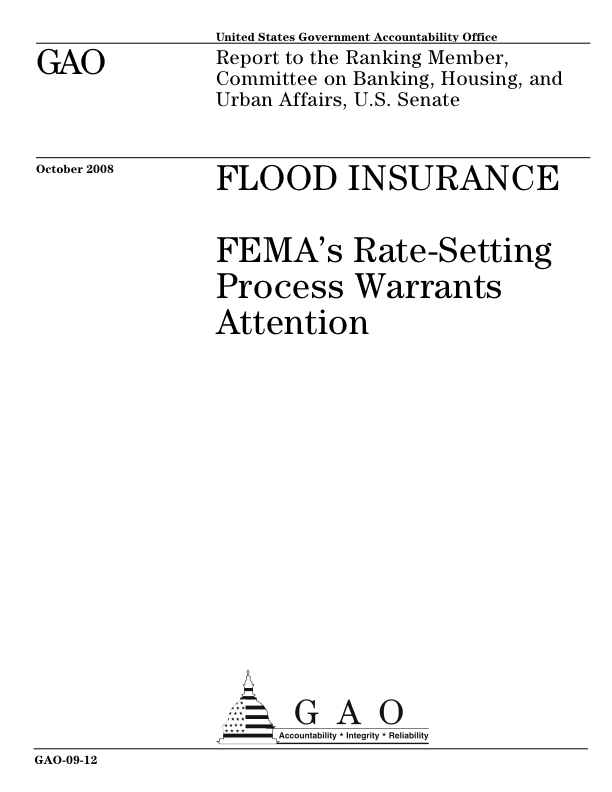 United States Government Accountability Office
GAO
Report to the Ranking Member,
Committee on Banking, Housing, and
Urban Affairs, U.S. Senate
October 2008
FLOOD INSURANCE
FEMA's Rate-Setting
Process Warrants
Attention
G A O
Accountability * Integrity * Reliability
GAO-09-12